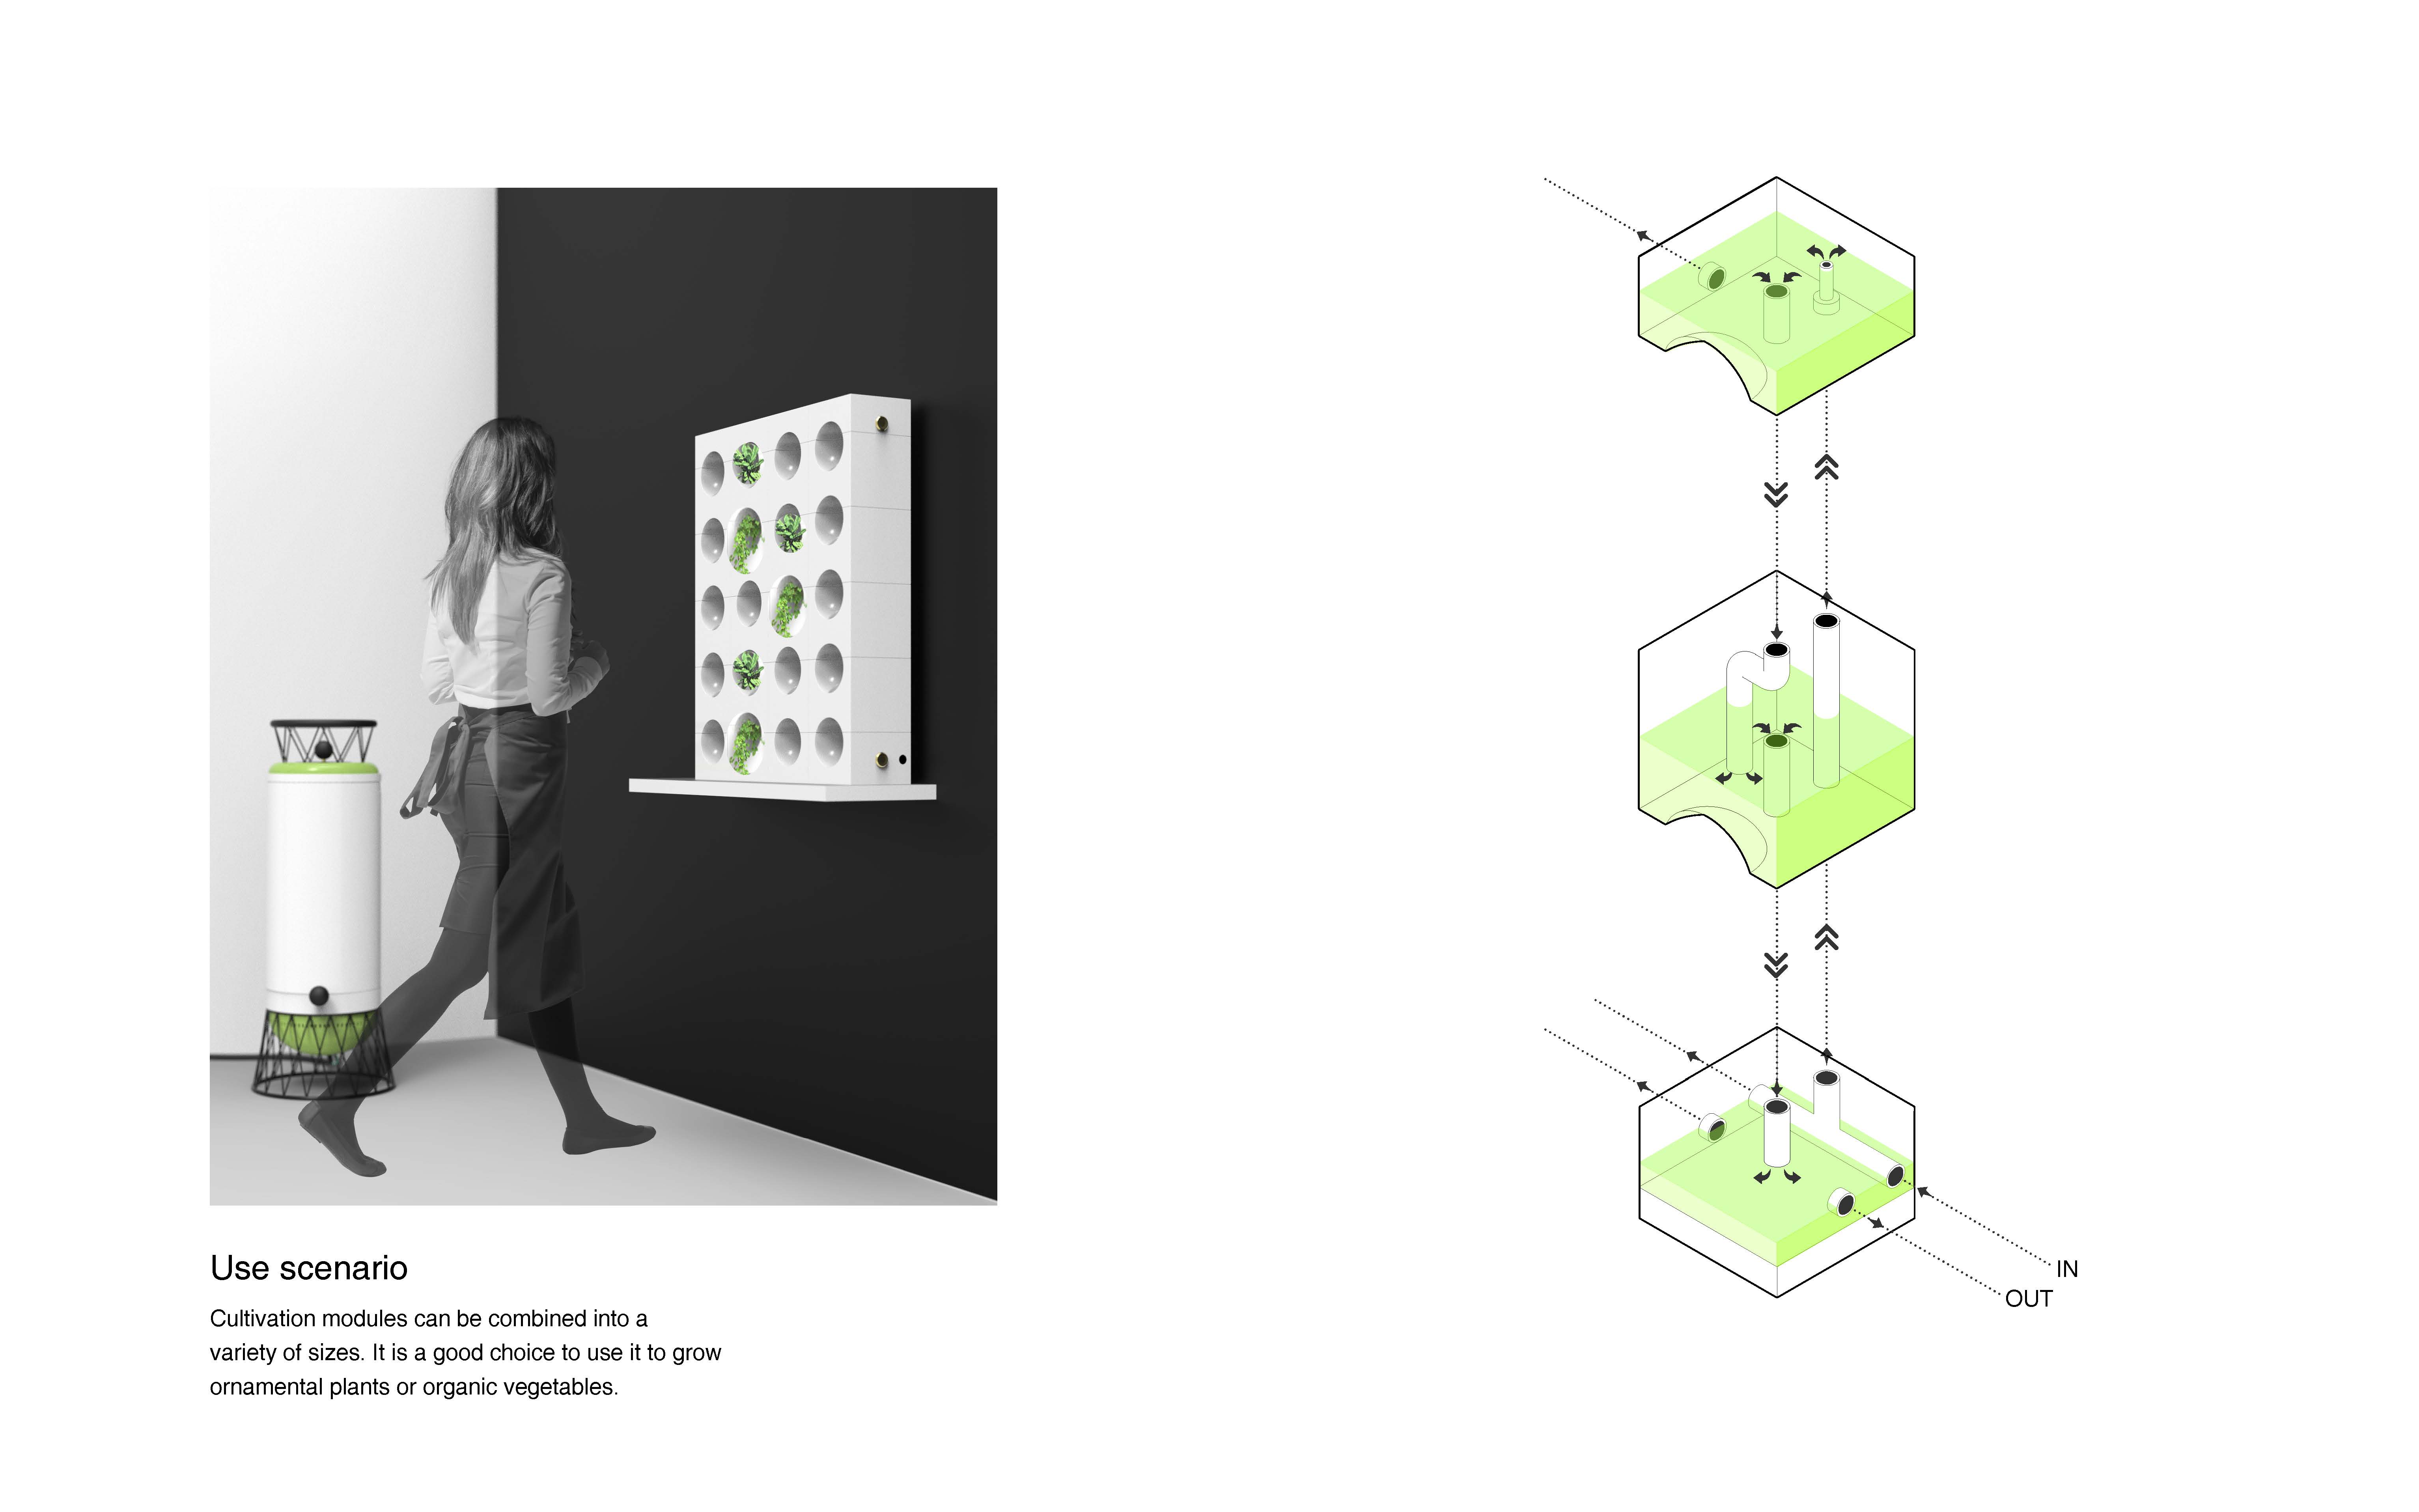 Use scenario
Cultivation modules can be combined into a
variety of sizes. It is a good choice to use it to grow
ornamental plants or organic vegetables.
IN
OUT